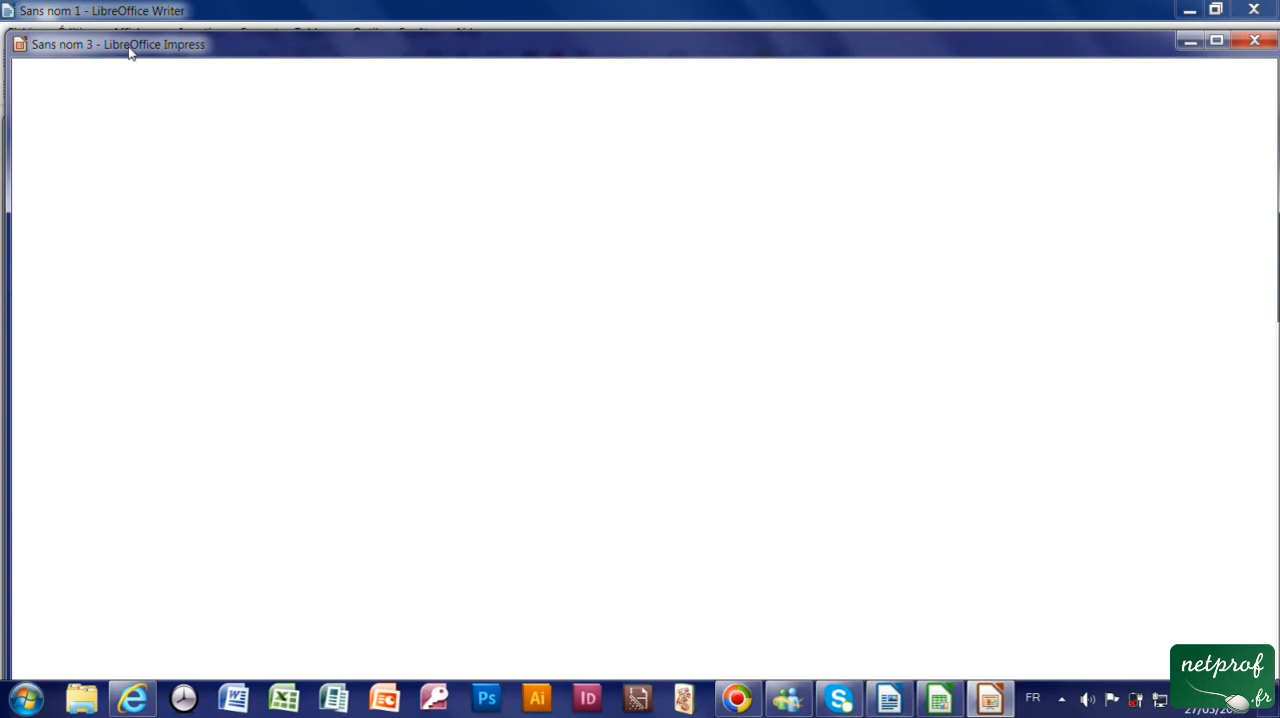 Sans nom 1 - LibreOffice Writer
Sans nom 3 - LibreOffice Impress
Ps
Ai
Id
FR
netprof
.fr